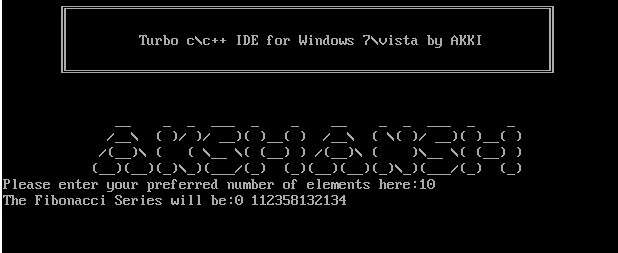 Turbo c\c++ IDE for Windows 7\vista by AKKI
AKSHANSH
Please enter your preferred number of elements here:10
The Fibonacci Series will be:0 112358132134